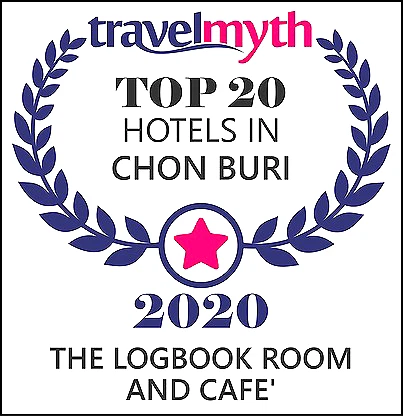 travelmyth
TOP 20
HOTELS IN
CHON BURI
2020
THE LOGBOOK ROOM
AND CAFE'